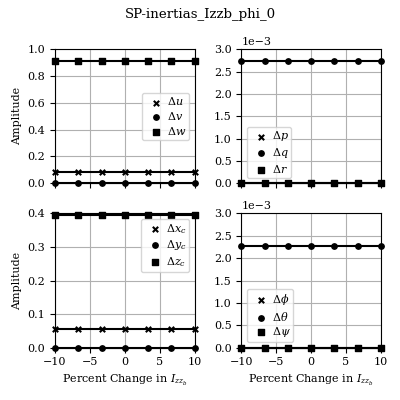 SP-inertias_Izzb_phi_0
1e−3
Amplitude
1.0
0.8
0.6
0.4
0.2
0.0
Δu
Δv
Δw
3.0
2.5
2.0
1.5
1.0
0.5
0.0
Δp
Δq
Δr
1e−3
Amplitude
0.4
0.3
0.2
0.1
0.0
Δx_c
Δy_c
Δz_c
−10 −5 0 5 10
Percent Change in I_{zz_b}
3.0
2.5
2.0
1.5
1.0
0.5
0.0
Δϕ
Δθ
Δψ
−10 −5 0 5 10
Percent Change in I_{zz_b}